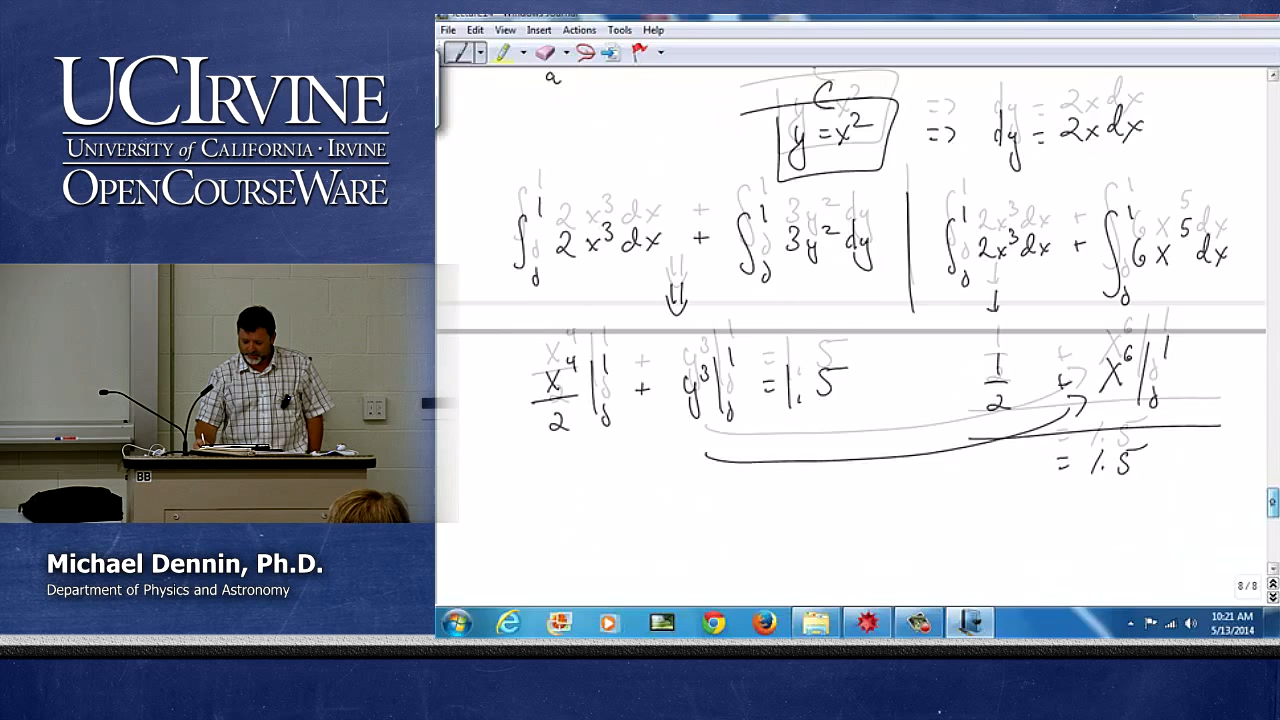 UCIRVINE
UNIVERSITY OF CALIFORNIA · IRVINE
OPENCOURSEWARE
BB
Michael Dennin, Ph.D.
Department of Physics and Astronomy
File Edit View Insert Actions Tools Help
a
C
y = x² => dy = 2x dx
∫₀¹ 2x³dx + ∫₀¹ 3y²dy | ∫₀¹ 2x³dx + ∫₀¹ 6x⁵dx
⇓ ↓
x⁴/2 |₀¹ + y³ |₀¹ = 1.5 1/2 + x⁶ |₀¹
= 1.5
8 / 8
10:21 AM
5/13/2014